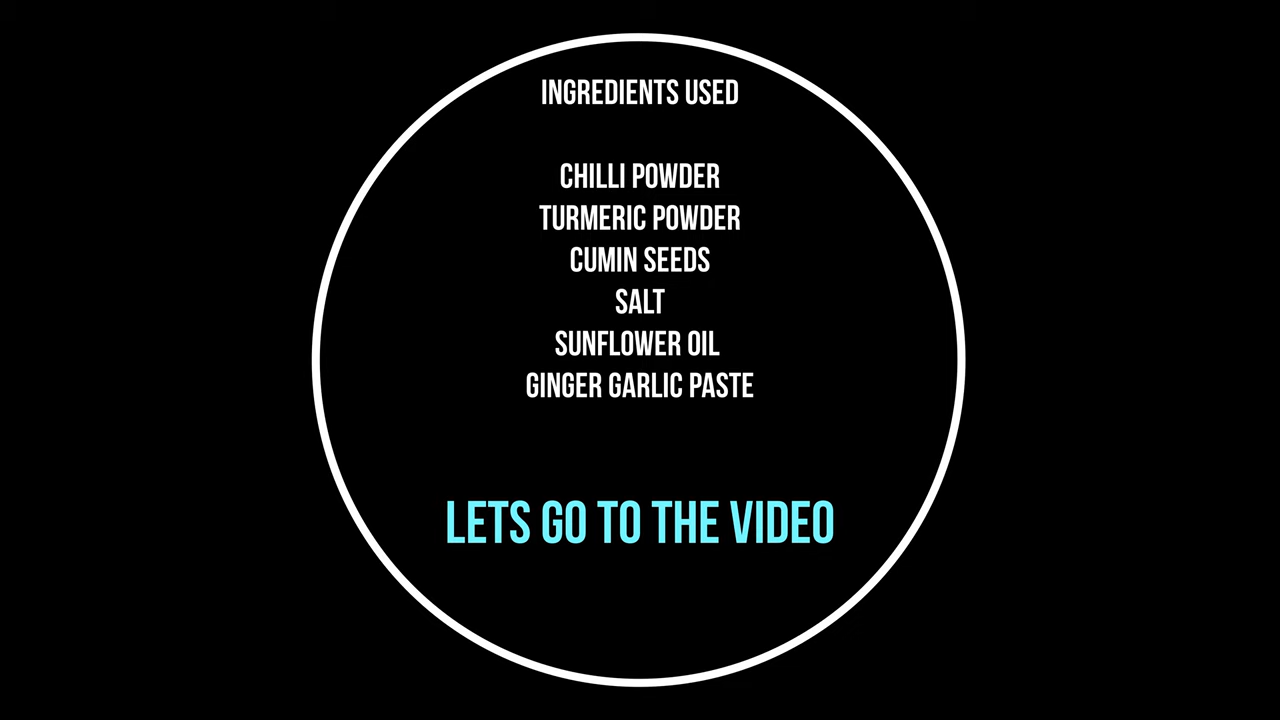 INGREDIENTS USED
CHILLI POWDER
TURMERIC POWDER
CUMIN SEEDS
SALT
SUNFLOWER OIL
GINGER GARLIC PASTE
LETS GO TO THE VIDEO